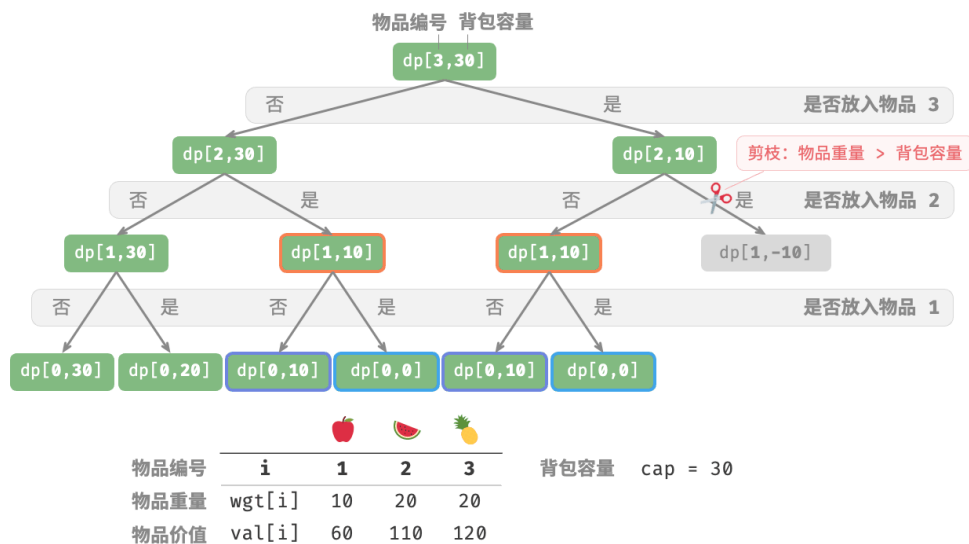 物品编号 背包容量
dp[3,30]
否 是 是否放入物品 3
dp[2,30] dp[2,10] 剪枝: 物品重量 > 背包容量
否 是 否 是 是否放入物品 2
dp[1,30] dp[1,10] dp[1,10] dp[1,-10]
否 是 否 是 否 是 是否放入物品 1
dp[0,30] dp[0,20] dp[0,10] dp[0,0] dp[0,10] dp[0,0]
物品编号 i 1 2 3 背包容量 cap = 30
物品重量 wgt[i] 10 20 20
物品价值 val[i] 60 110 120